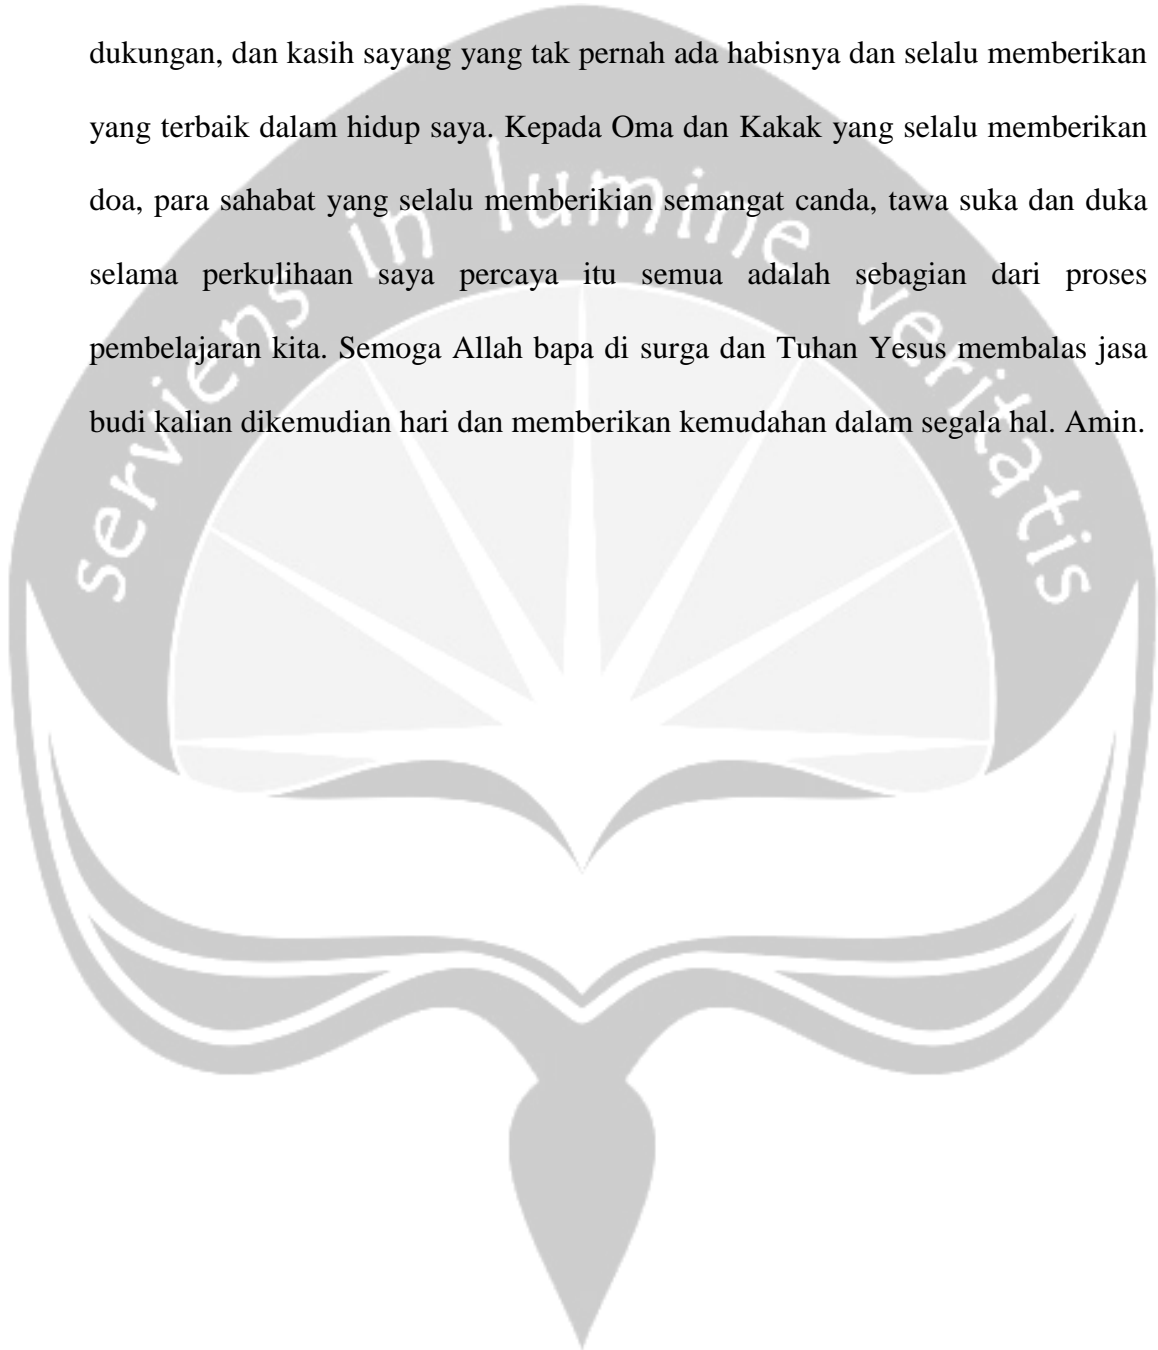 dukungan, dan kasih sayang yang tak pernah ada habisnya dan selalu memberikan
yang terbaik dalam hidup saya. Kepada Oma dan Kakak yang selalu memberikan
doa, para sahabat yang selalu memberikian semangat canda, tawa suka dan duka
selama perkulihaan saya percaya itu semua adalah sebagian dari proses
pembelajaran kita. Semoga Allah bapa di surga dan Tuhan Yesus membalas jasa
budi kalian dikemudian hari dan memberikan kemudahan dalam segala hal. Amin.
serviens in lumine veritatis